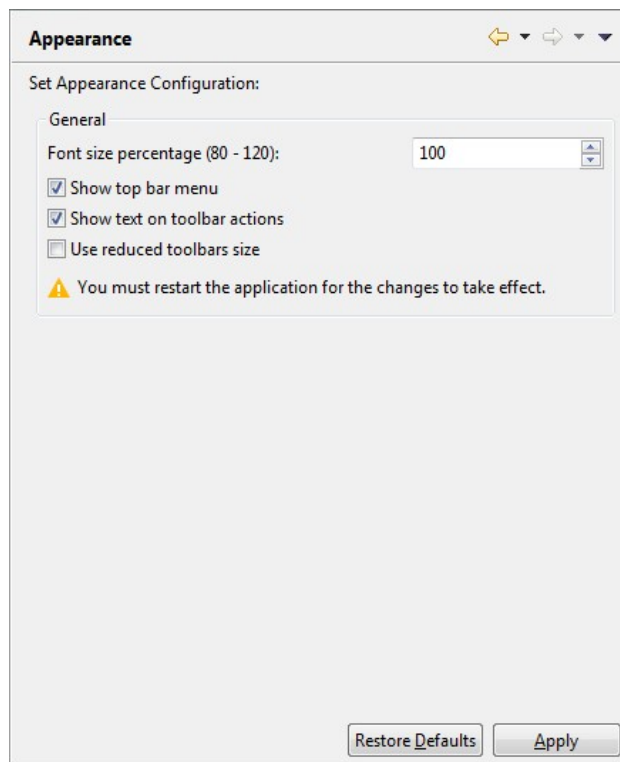 Appearance
Set Appearance Configuration:
General
Font size percentage (80 - 120): 100
Show top bar menu
Show text on toolbar actions
Use reduced toolbars size
You must restart the application for the changes to take effect.
Restore Defaults Apply